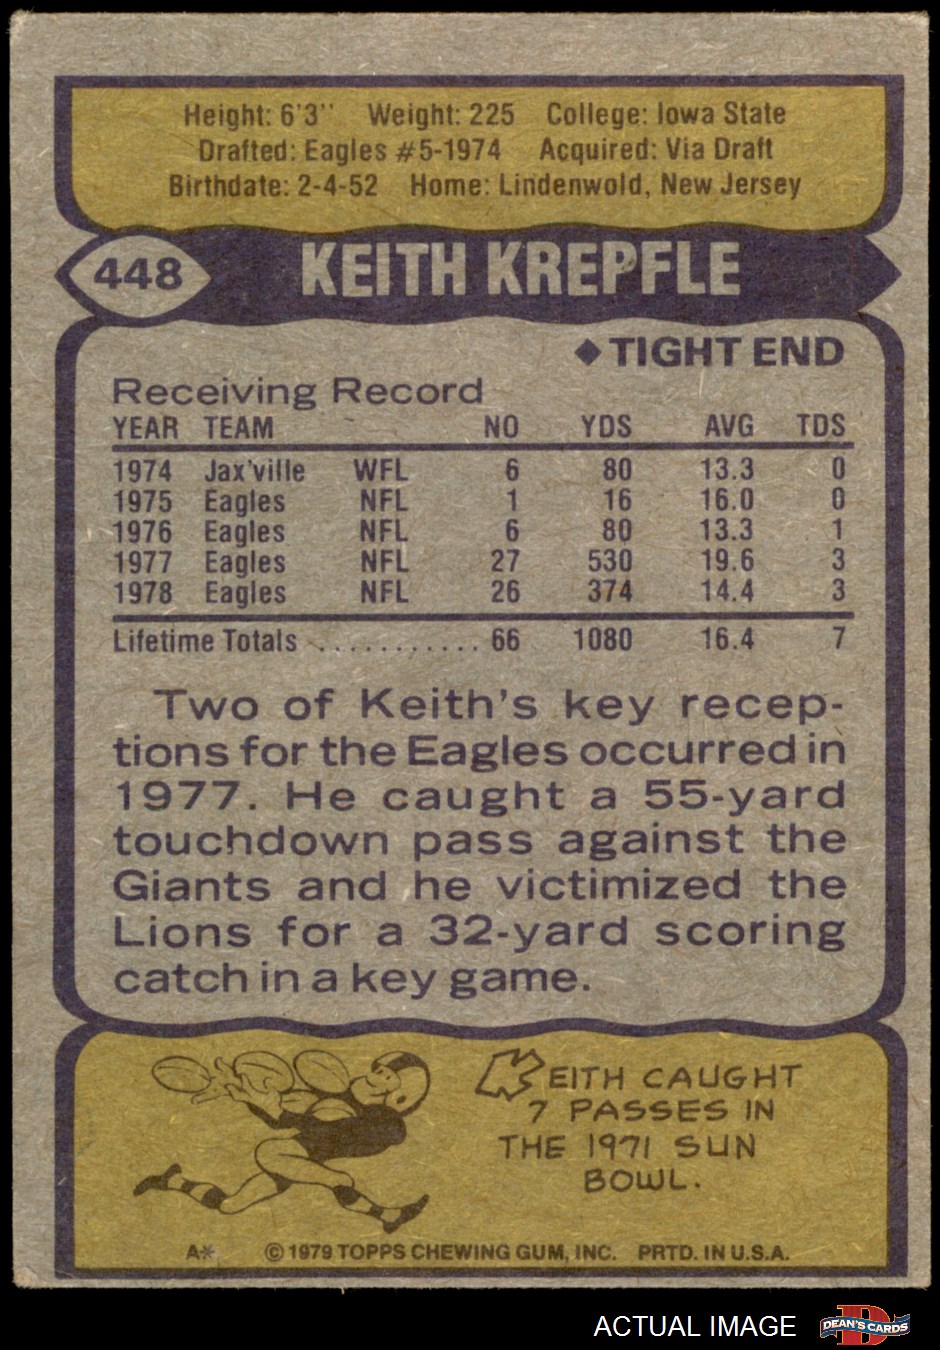 Height: 6'3'' Weight: 225 College: Iowa State
Drafted: Eagles #5-1974 Acquired: Via Draft
Birthdate: 2-4-52 Home: Lindenwold, New Jersey
448 KEITH KREPFLE
◆TIGHT END
Receiving Record
YEAR TEAM NO YDS AVG TDS
1974 Jax'ville WFL 6 80 13.3 0
1975 Eagles NFL 1 16 16.0 0
1976 Eagles NFL 6 80 13.3 1
1977 Eagles NFL 27 530 19.6 3
1978 Eagles NFL 26 374 14.4 3
Lifetime Totals ........... 66 1080 16.4 7
Two of Keith's key recep-
tions for the Eagles occurred in
1977. He caught a 55-yard
touchdown pass against the
Giants and he victimized the
Lions for a 32-yard scoring
catch in a key game.
KEITH CAUGHT
7 PASSES IN
THE 1971 SUN
BOWL.
A* © 1979 TOPPS CHEWING GUM, INC. PRTD. IN U.S.A.
ACTUAL IMAGE
D
DEAN'S CARDS